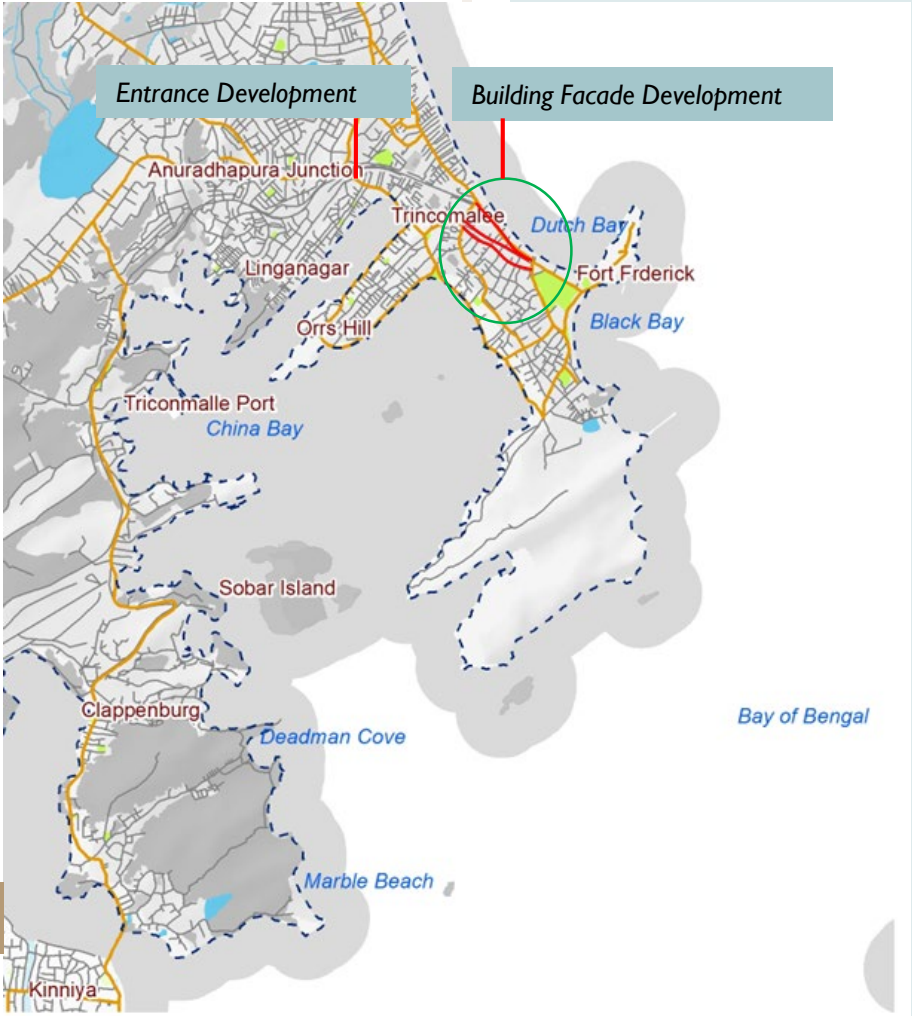 Entrance Development
Building Facade Development
Anuradhapura Junction
Trincomalee
Dutch Bay
Linganagar
Fort Frderick
Orrs Hill
Black Bay
Triconmalle Port
China Bay
Sobar Island
Clappenburg
Bay of Bengal
Deadman Cove
Marble Beach
Kinniya